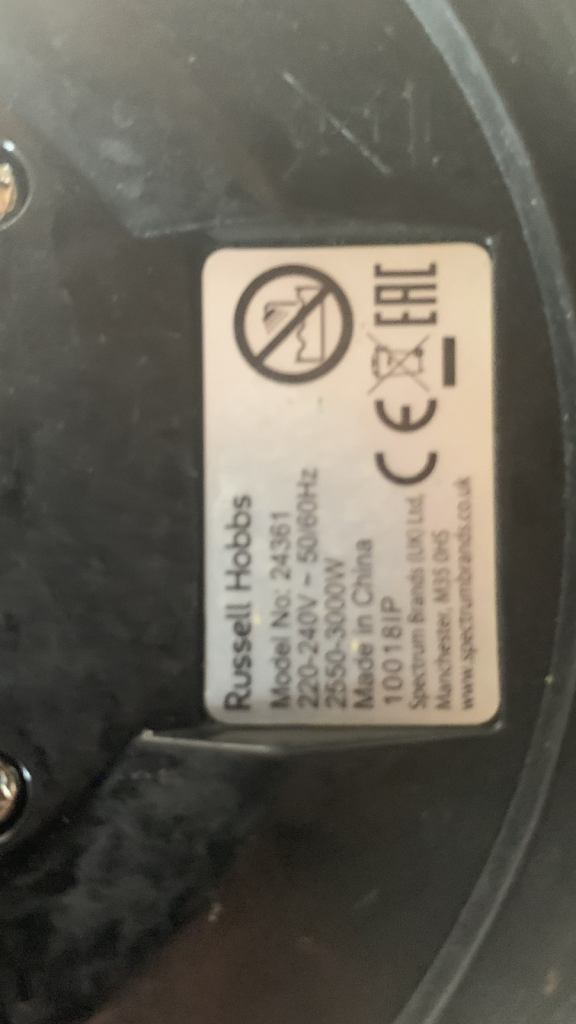 Russell Hobbs
Model No: 24361
220-240V ~ 50/60Hz
2550-3000W
Made in China
10018IP
Spectrum Brands (UK) Ltd.
Manchester, M35 0HS
www.spectrumbrands.co.uk
CE
EAC